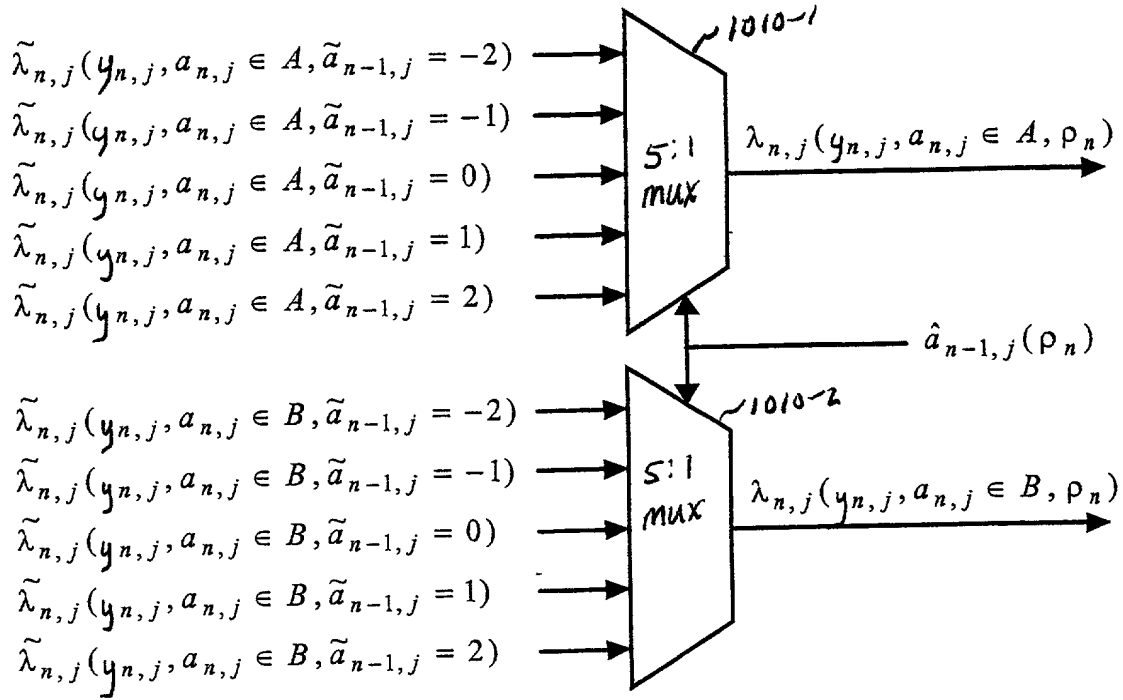 1010-1
λ̃n,j(yn,j, an,j ∈ A, ãn−1,j = −2)
λ̃n,j(yn,j, an,j ∈ A, ãn−1,j = −1)
λ̃n,j(yn,j, an,j ∈ A, ãn−1,j = 0)
λ̃n,j(yn,j, an,j ∈ A, ãn−1,j = 1)
λ̃n,j(yn,j, an,j ∈ A, ãn−1,j = 2)
5:1
mux
λn,j(yn,j, an,j ∈ A, ρn)
ân−1,j(ρn)
1010-2
λ̃n,j(yn,j, an,j ∈ B, ãn−1,j = −2)
λ̃n,j(yn,j, an,j ∈ B, ãn−1,j = −1)
λ̃n,j(yn,j, an,j ∈ B, ãn−1,j = 0)
λ̃n,j(yn,j, an,j ∈ B, ãn−1,j = 1)
λ̃n,j(yn,j, an,j ∈ B, ãn−1,j = 2)
5:1
mux
λn,j(yn,j, an,j ∈ B, ρn)